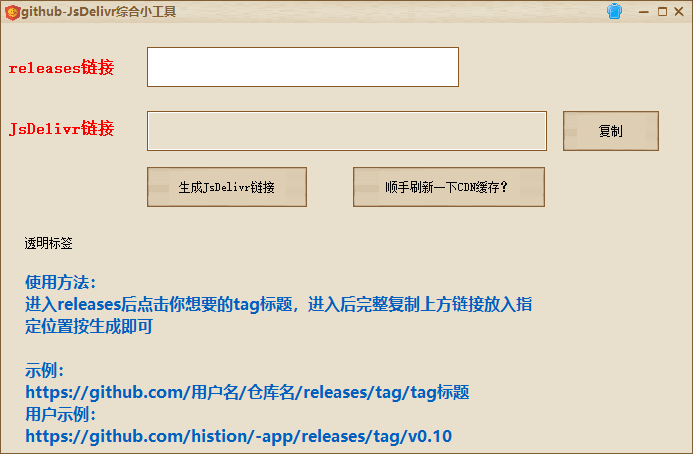 github-JsDelivr综合小工具
releases链接
JsDelivr链接
复制
生成JsDelivr链接
顺手刷新一下CDN缓存？
透明标签
使用方法：
进入releases后点击你想要的tag标题，进入后完整复制上方链接放入指
定位置按生成即可
示例：
https://github.com/用户名/仓库名/releases/tag/tag标题
用户示例：
https://github.com/histion/-app/releases/tag/v0.10